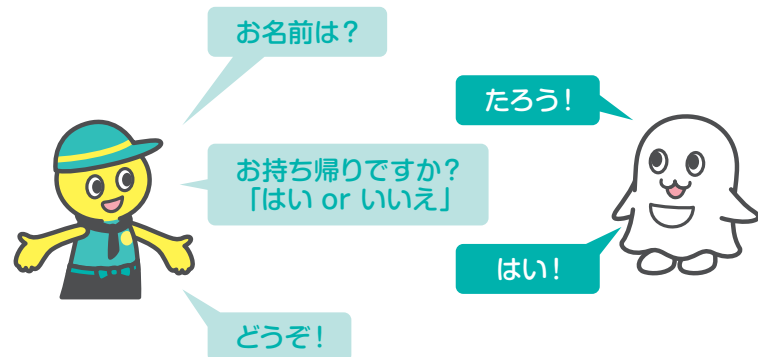 お名前は？
たろう！
お持ち帰りですか？
「はい or いいえ」
はい！
どうぞ！